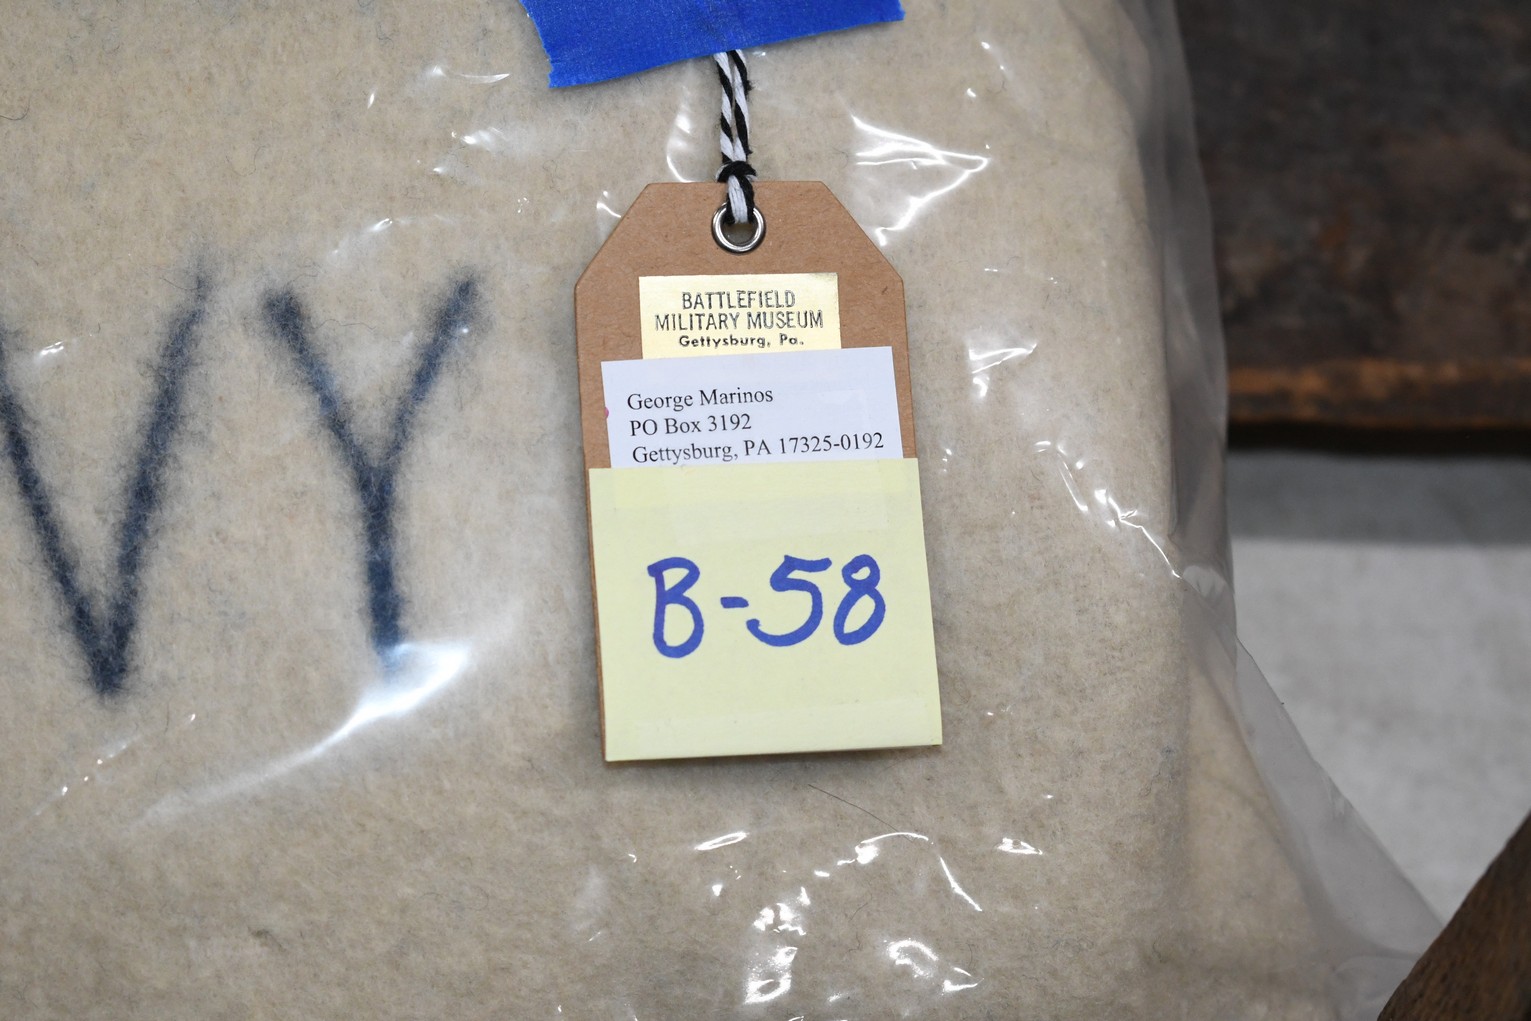 VY
BATTLEFIELD
MILITARY MUSEUM
Gettysburg, Pa.
George Marinos
PO Box 3192
Gettysburg, PA 17325-0192
B-58